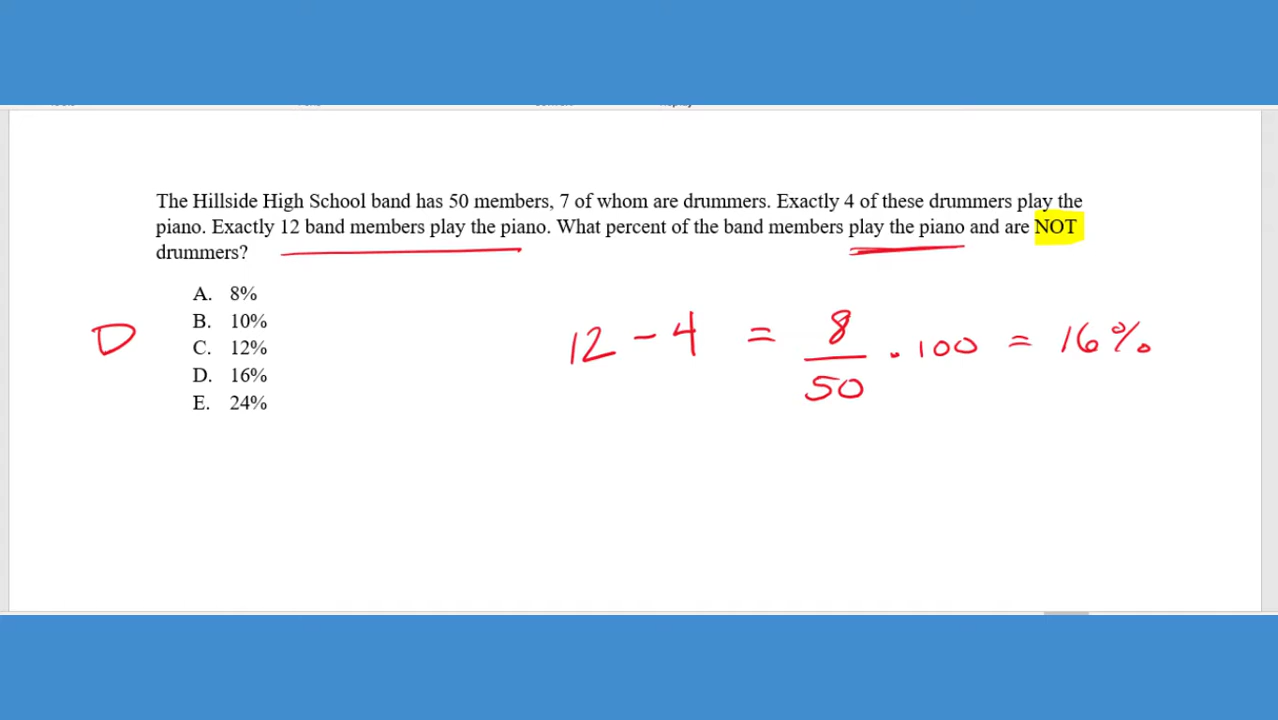 The Hillside High School band has 50 members, 7 of whom are drummers. Exactly 4 of these drummers play the
piano. Exactly 12 band members play the piano. What percent of the band members play the piano and are NOT
drummers?
A. 8%
B. 10%
C. 12%
D. 16%
E. 24%
D
12 - 4 = 8/50 · 100 = 16%